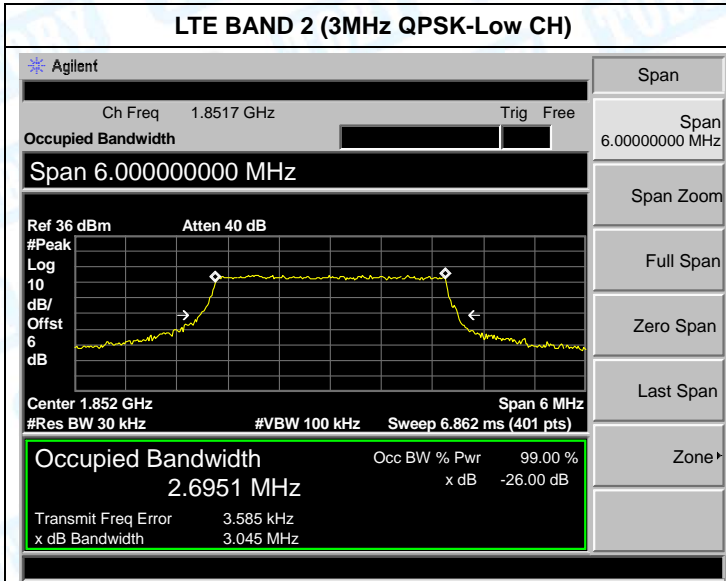 LTE BAND 2 (3MHz QPSK-Low CH)
Agilent
Span
Ch Freq 1.8517 GHz Trig Free
Occupied Bandwidth
Span
6.00000000 MHz
Span 6.000000000 MHz
Span Zoom
Ref 36 dBm Atten 40 dB
#Peak
Log
10
dB/
Offst
6
dB
Full Span
Zero Span
Last Span
Center 1.852 GHz Span 6 MHz
#Res BW 30 kHz #VBW 100 kHz Sweep 6.862 ms (401 pts)
Occupied Bandwidth Occ BW % Pwr 99.00 %
2.6951 MHz x dB -26.00 dB
Zone
Transmit Freq Error 3.585 kHz
x dB Bandwidth 3.045 MHz